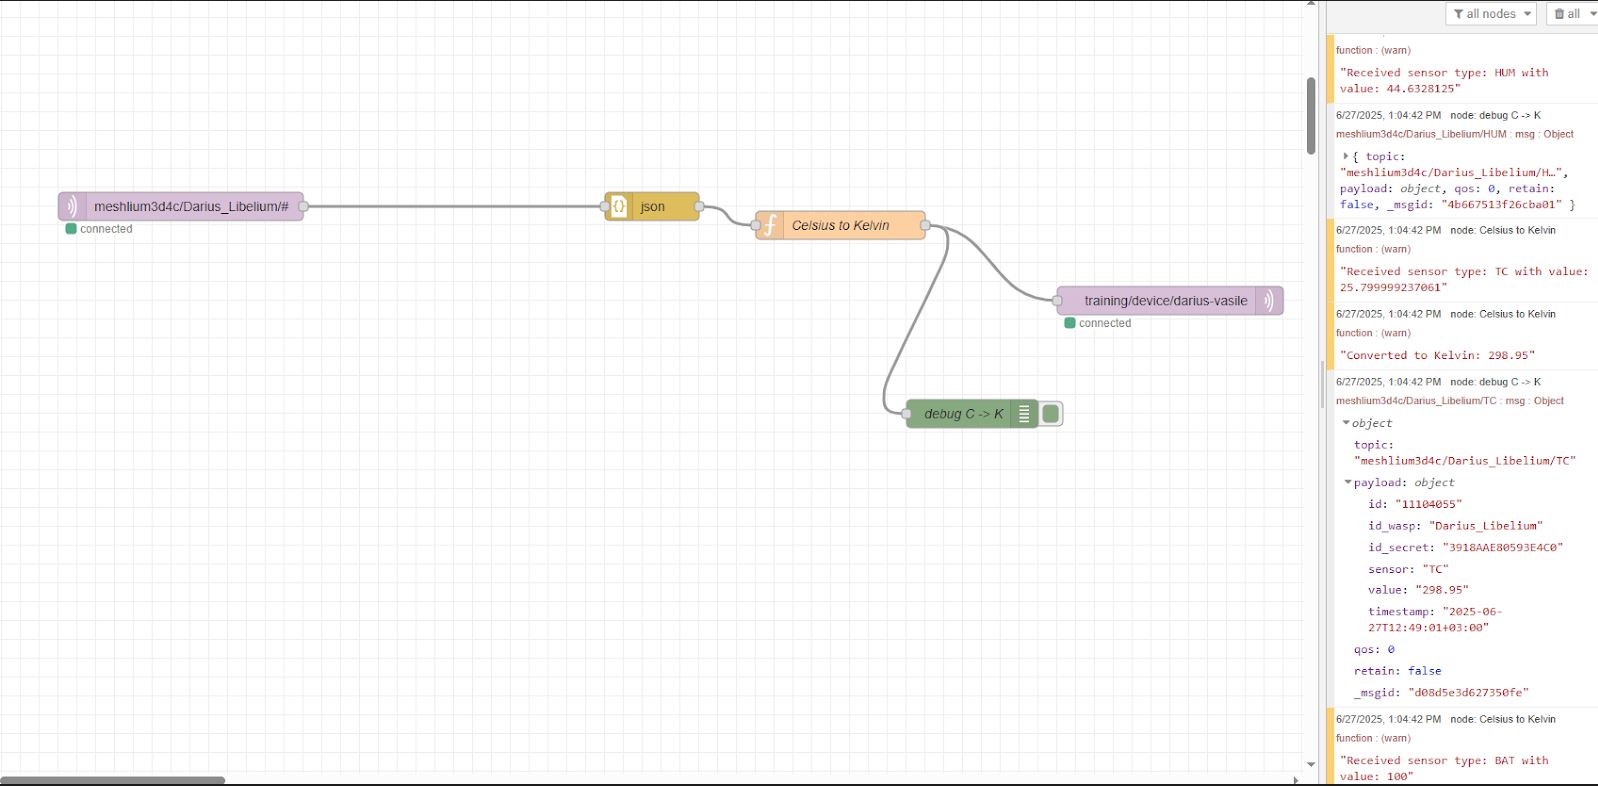 all nodes
all
function : (warn)
"Received sensor type: HUM with
value: 44.6328125"
6/27/2025, 1:04:42 PM node: debug C -> K
meshlium3d4c/Darius_Libelium/HUM : msg : Object
{ topic:
"meshlium3d4c/Darius_Libelium/H…",
payload: object, qos: 0, retain:
false, _msgid: "4b667513f26cba01" }
6/27/2025, 1:04:42 PM node: Celsius to Kelvin
function : (warn)
"Received sensor type: TC with value:
25.799999237061"
6/27/2025, 1:04:42 PM node: Celsius to Kelvin
function : (warn)
"Converted to Kelvin: 298.95"
6/27/2025, 1:04:42 PM node: debug C -> K
meshlium3d4c/Darius_Libelium/TC : msg : Object
object
topic:
"meshlium3d4c/Darius_Libelium/TC"
payload: object
id: "11104055"
id_wasp: "Darius_Libelium"
id_secret: "3918AAE80593E4C0"
sensor: "TC"
value: "298.95"
timestamp: "2025-06-
27T12:49:01+03:00"
qos: 0
retain: false
_msgid: "d08d5e3d627350fe"
6/27/2025, 1:04:42 PM node: Celsius to Kelvin
function : (warn)
"Received sensor type: BAT with
value: 100"
meshlium3d4c/Darius_Libelium/#
connected
json
Celsius to Kelvin
training/device/darius-vasile
connected
debug C -> K